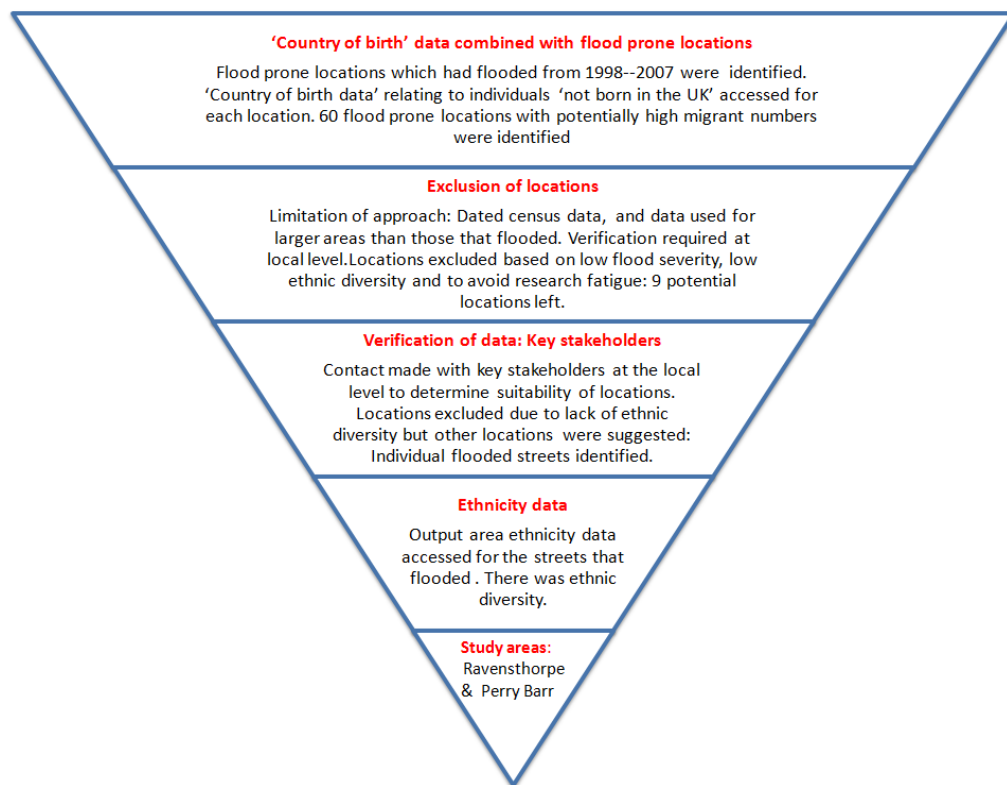 ‘Country of birth’ data combined with flood prone locations
Flood prone locations which had flooded from 1998--2007 were identified.
‘Country of birth data’ relating to individuals ‘not born in the UK’ accessed for
each location. 60 flood prone locations with potentially high migrant numbers
were identified
Exclusion of locations
Limitation of approach: Dated census data, and data used for
larger areas than those that flooded. Verification required at
local level.Locations excluded based on low flood severity, low
ethnic diversity and to avoid research fatigue: 9 potential
locations left.
Verification of data: Key stakeholders
Contact made with key stakeholders at the local
level to determine suitability of locations.
Locations excluded due to lack of ethnic
diversity but other locations were suggested:
Individual flooded streets identified.
Ethnicity data
Output area ethnicity data
accessed for the streets that
flooded . There was ethnic
diversity.
Study areas:
Ravensthorpe
& Perry Barr